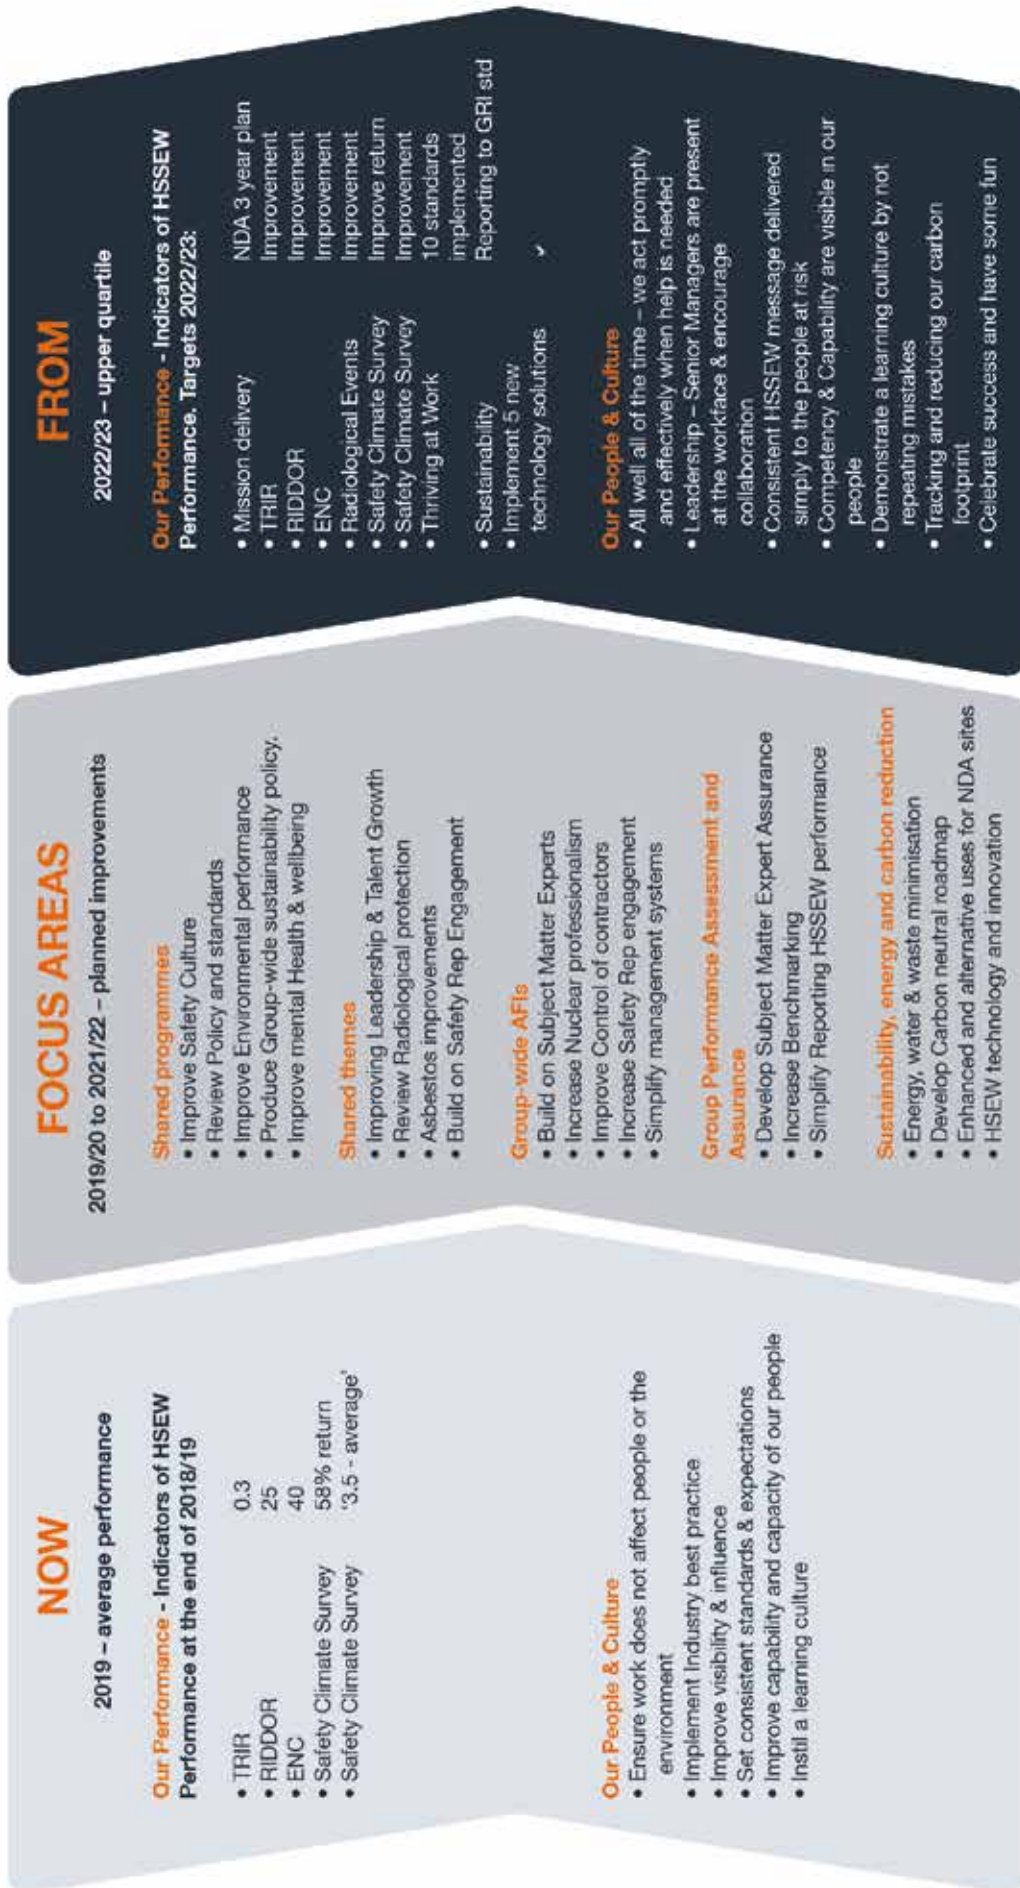 NOW
2019 – average performance
Our Performance - Indicators of HSEW
Performance at the end of 2018/19
• TRIR 0.3
• RIDDOR 25
• ENC 40
• Safety Climate Survey 58% return
• Safety Climate Survey ‘3.5 - average’
Our People & Culture
• Ensure work does not affect people or the
environment
• Implement Industry best practice
• Improve visibility & influence
• Set consistent standards & expectations
• Improve capability and capacity of our people
• Instil a learning culture
FOCUS AREAS
2019/20 to 2021/22 – planned improvements
Shared programmes
• Improve Safety Culture
• Review Policy and standards
• Improve Environmental performance
• Produce Group-wide sustainability policy.
• Improve mental Health & wellbeing
Shared themes
• Improving Leadership & Talent Growth
• Review Radiological protection
• Asbestos improvements
• Build on Safety Rep Engagement
Group-wide AFIs
• Build on Subject Matter Experts
• Increase Nuclear professionalism
• Improve Control of contractors
• Increase Safety Rep engagement
• Simplify management systems
Group Performance Assessment and
Assurance
• Develop Subject Matter Expert Assurance
• Increase Benchmarking
• Simplify Reporting HSSEW performance
Sustainability, energy and carbon reduction
• Energy, water & waste minimisation
• Develop Carbon neutral roadmap
• Enhanced and alternative uses for NDA sites
• HSEW technology and innovation
FROM
2022/23 – upper quartile
Our Performance - Indicators of HSSEW
Performance. Targets 2022/23:
• Mission delivery NDA 3 year plan
• TRIR Improvement
• RIDDOR Improvement
• ENC Improvement
• Radiological Events Improvement
• Safety Climate Survey Improve return
• Safety Climate Survey Improvement
• Thriving at Work 10 standards
implemented
• Sustainability Reporting to GRI std
• Implement 5 new
technology solutions ✓
Our People & Culture
• All well all of the time – we act promptly
and effectively when help is needed
• Leadership – Senior Managers are present
at the workface & encourage
collaboration
• Consistent HSSEW message delivered
simply to the people at risk
• Competency & Capability are visible in our
people
• Demonstrate a learning culture by not
repeating mistakes
• Tracking and reducing our carbon
footprint
• Celebrate success and have some fun